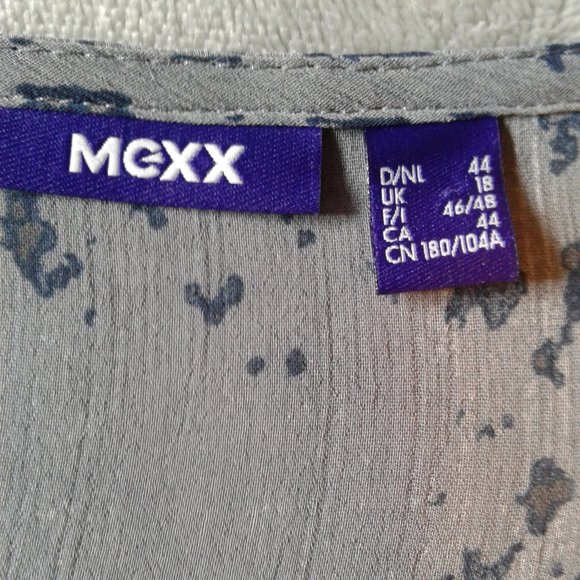 MEXX
D/NL 44
UK 18
F/I 46/48
CA 44
CN 180/104A